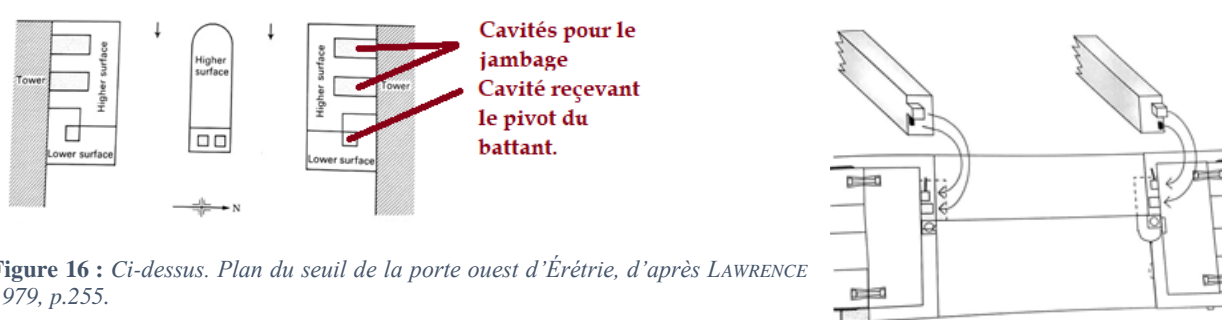 Tower
Higher surface
Lower surface
Higher
surface
Higher surface
Tower
Lower surface
N
Cavités pour le
jambage
Cavité reçevant
le pivot du
battant.
Figure 16 : Ci-dessus. Plan du seuil de la porte ouest d’Érétrie, d’après LAWRENCE
1979, p.255.